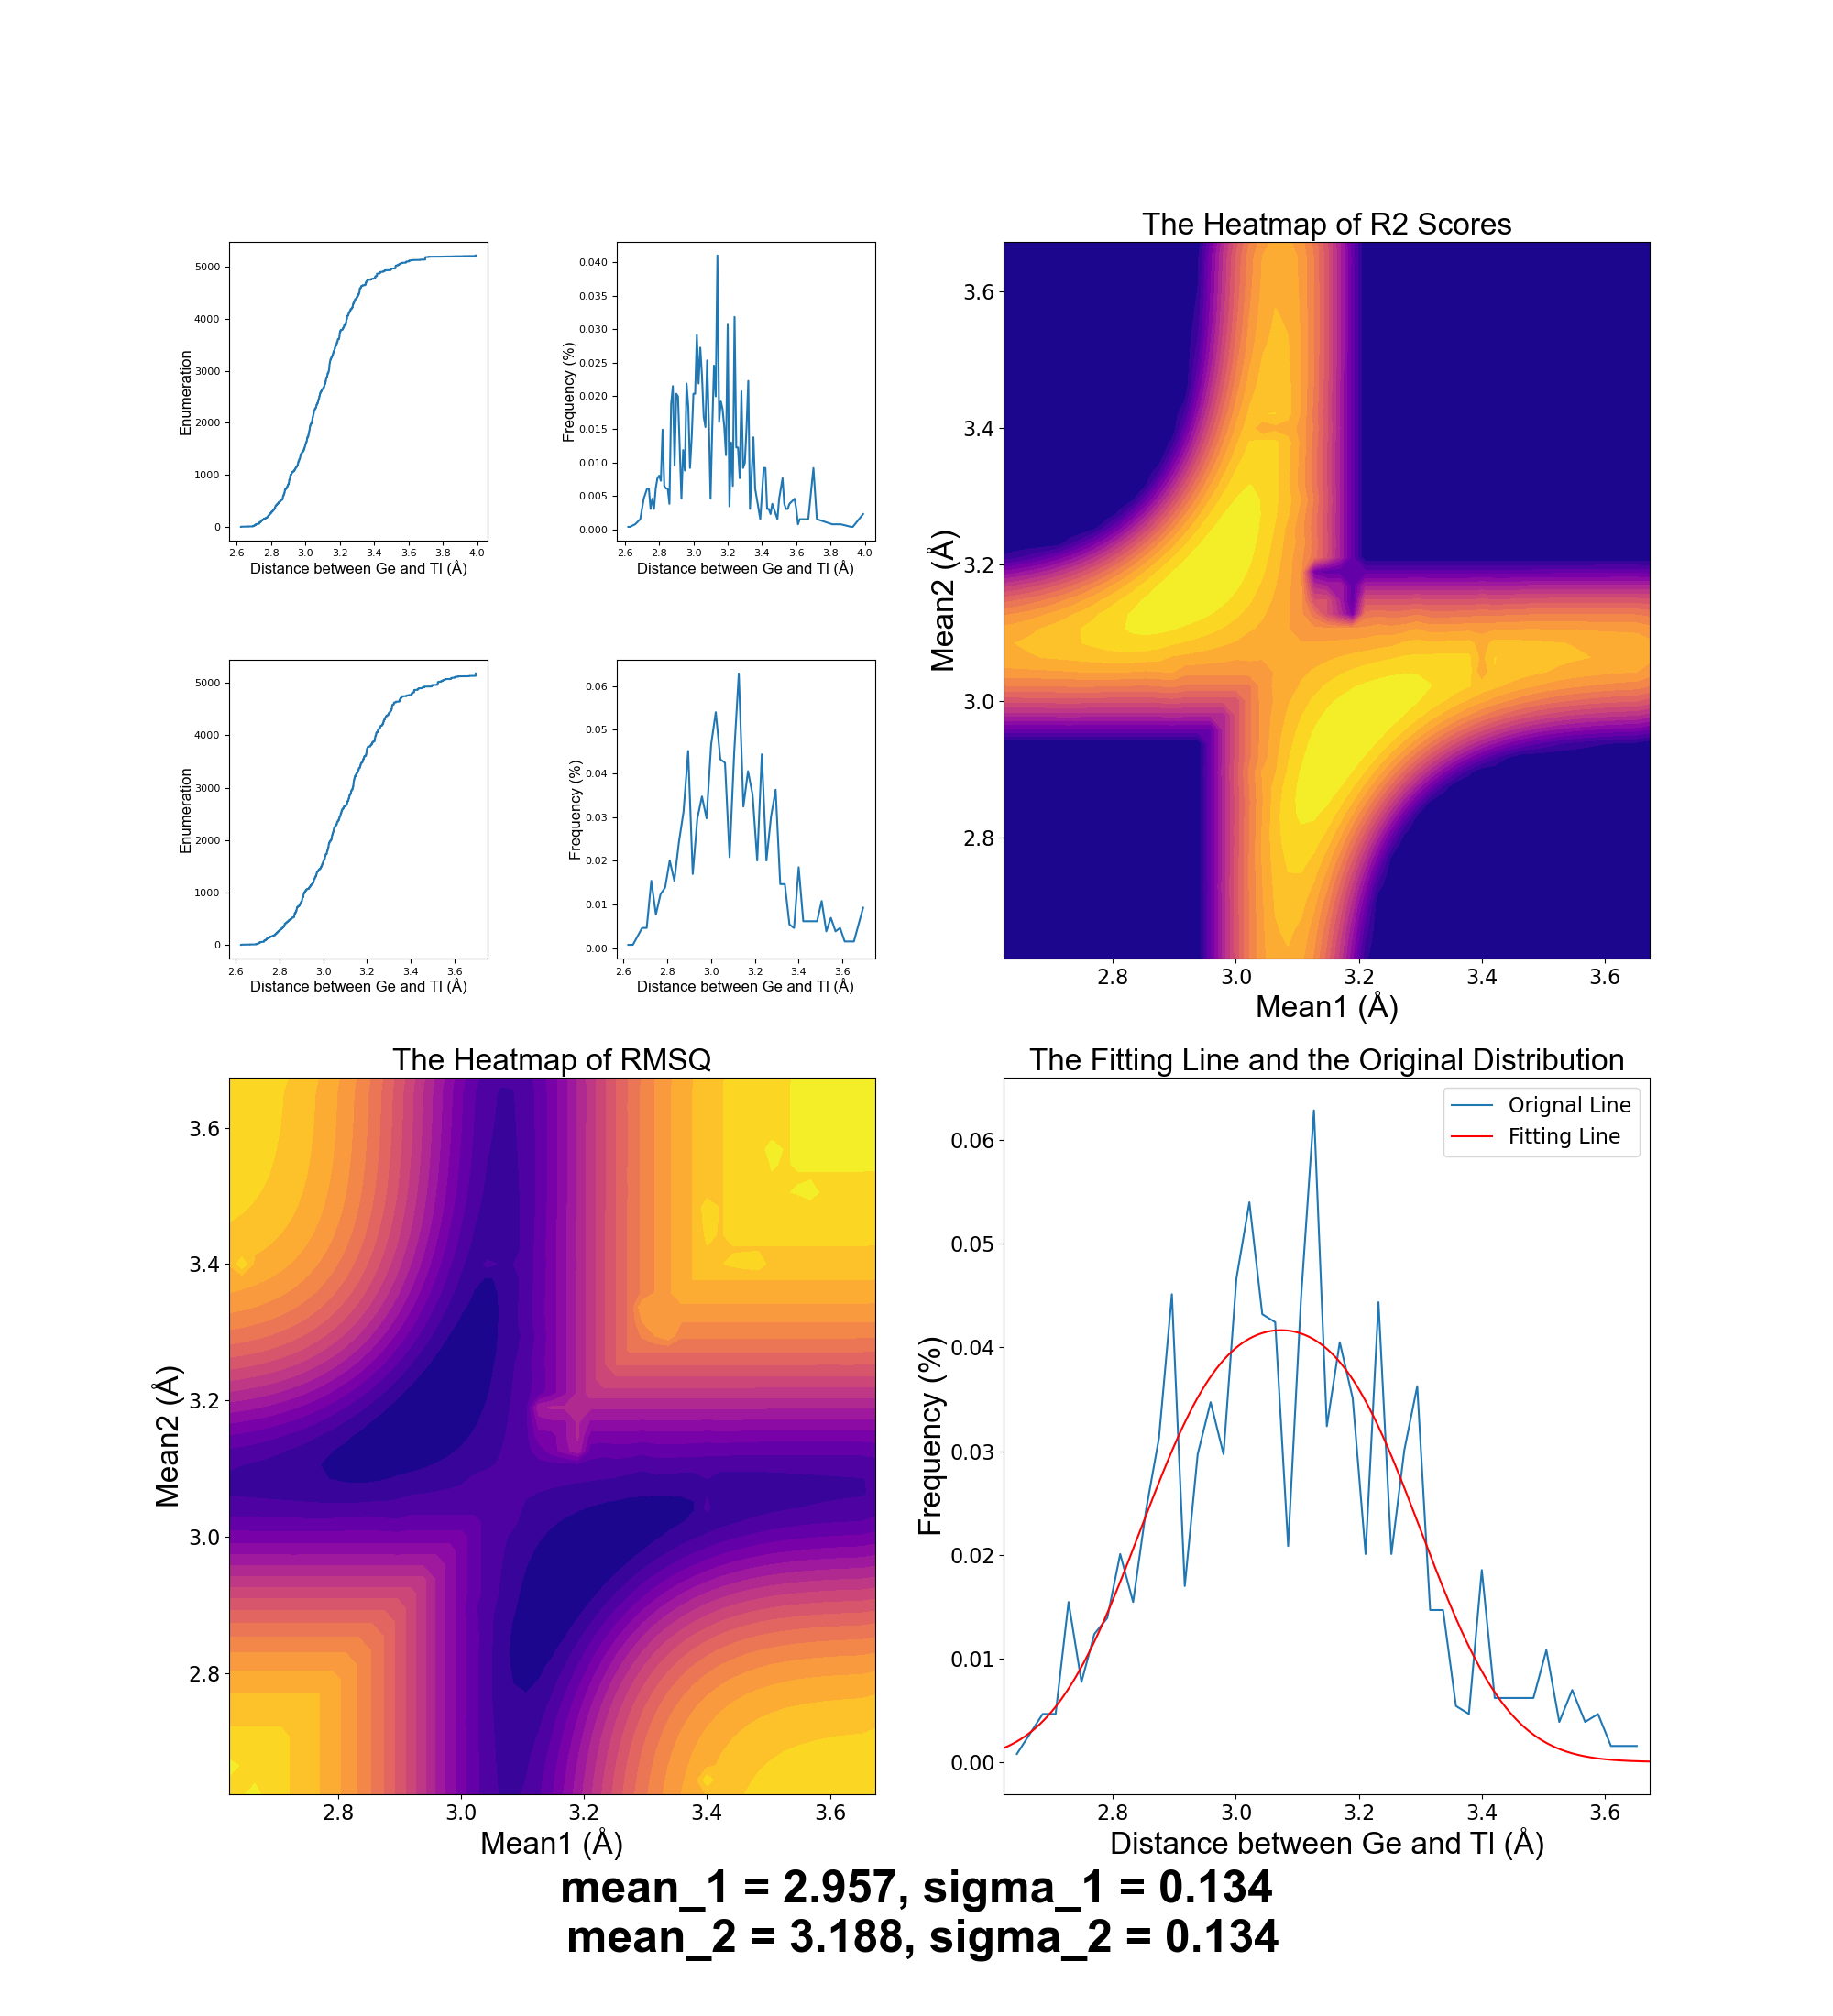 The Heatmap of R2 Scores
5000
4000
3000
2000
1000
0
Enumeration
2.6 2.8 3.0 3.2 3.4 3.6 3.8 4.0
Distance between Ge and Tl (Å)
0.040
0.035
0.030
0.025
0.020
0.015
0.010
0.005
0.000
Frequency (%)
2.6 2.8 3.0 3.2 3.4 3.6 3.8 4.0
Distance between Ge and Tl (Å)
3.6
3.4
3.2
3.0
2.8
Mean2 (Å)
2.8 3.0 3.2 3.4 3.6
Mean1 (Å)
5000
4000
3000
2000
1000
0
Enumeration
2.6 2.8 3.0 3.2 3.4 3.6
Distance between Ge and Tl (Å)
0.06
0.05
0.04
0.03
0.02
0.01
0.00
Frequency (%)
2.6 2.8 3.0 3.2 3.4 3.6
Distance between Ge and Tl (Å)
The Heatmap of RMSQ
3.6
3.4
3.2
3.0
2.8
Mean2 (Å)
2.8 3.0 3.2 3.4 3.6
Mean1 (Å)
The Fitting Line and the Original Distribution
Orignal Line
Fitting Line
0.06
0.05
0.04
0.03
0.02
0.01
0.00
Frequency (%)
2.8 3.0 3.2 3.4 3.6
Distance between Ge and Tl (Å)
mean_1 = 2.957, sigma_1 = 0.134
mean_2 = 3.188, sigma_2 = 0.134